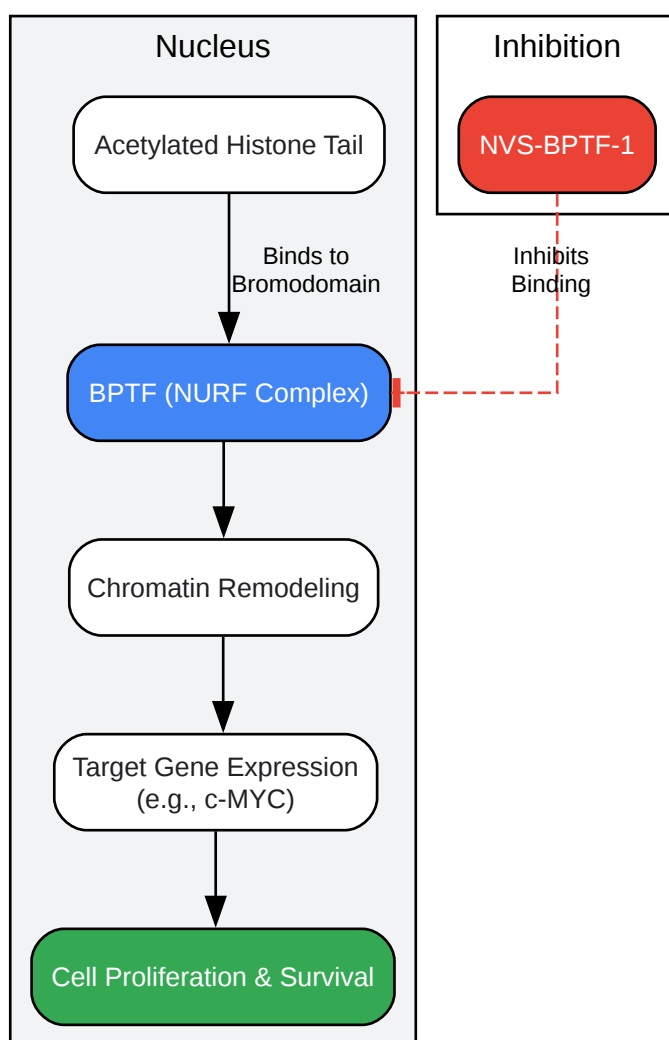 Nucleus
Inhibition
Acetylated Histone Tail
NVS-BPTF-1
Binds to
Bromodomain
Inhibits
Binding
BPTF (NURF Complex)
Chromatin Remodeling
Target Gene Expression
(e.g., c-MYC)
Cell Proliferation & Survival